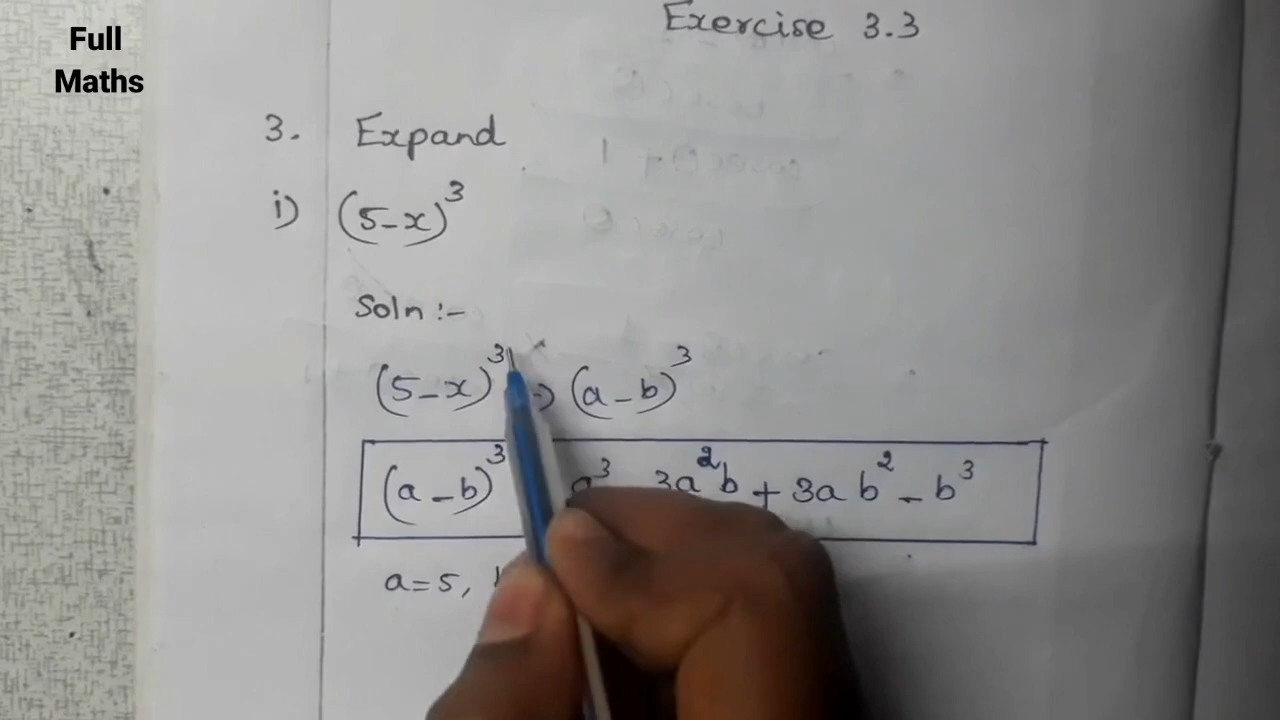 Full
Maths
Exercise 3.3
3. Expand
i) (5-x)³
Soln :-
(5-x)³ (a-b)³
(a-b)³ a³ 3a²b + 3ab² - b³
a=5,